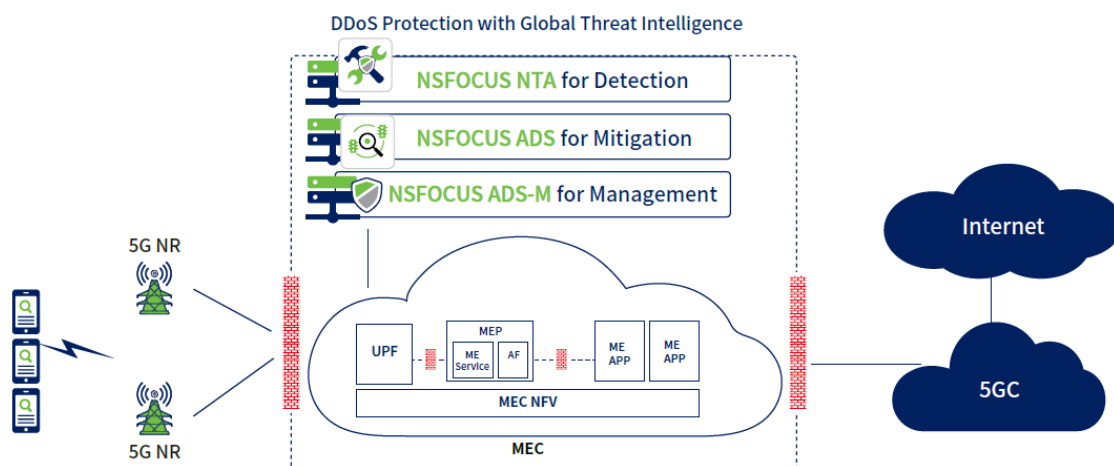 DDoS Protection with Global Threat Intelligence
NSFOCUS NTA for Detection
NSFOCUS ADS for Mitigation
NSFOCUS ADS-M for Management
5G NR
5G NR
UPF
MEP
ME
Service
AF
ME
APP
ME
APP
MEC NFV
MEC
Internet
5GC